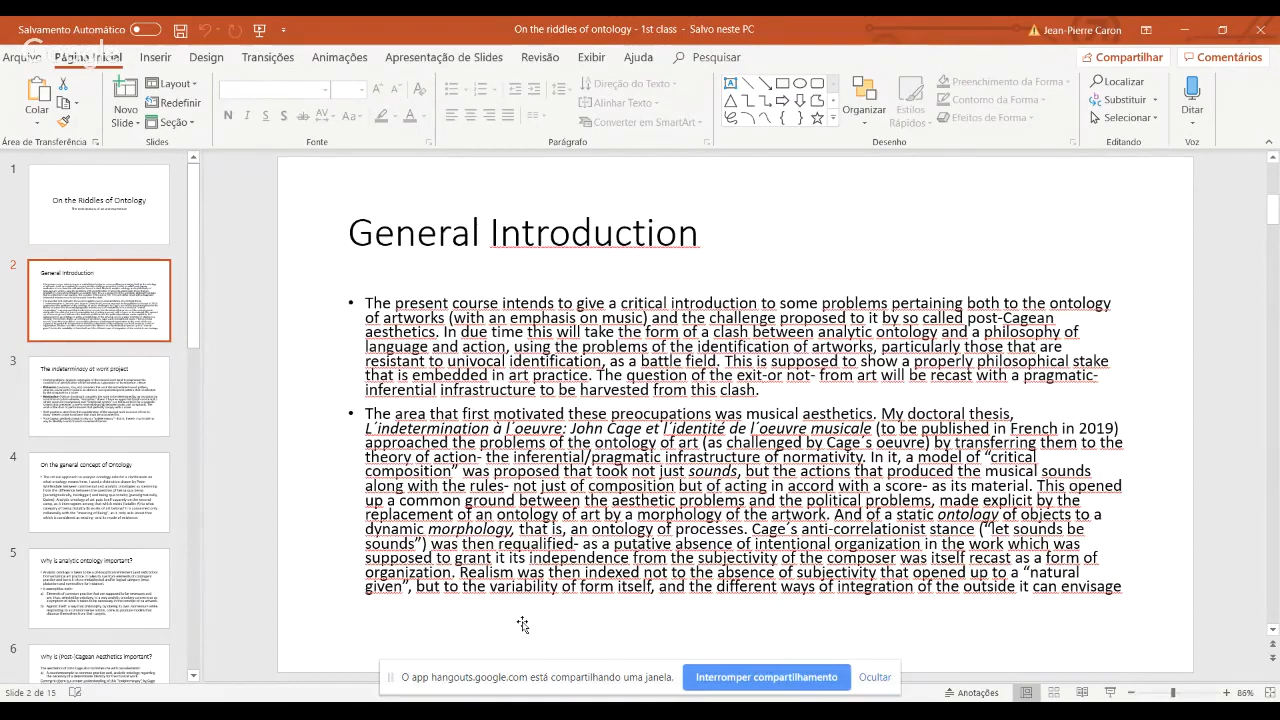 Salvamento Automático
On the riddles of ontology - 1st class - Salvo neste PC
Jean-Pierre Caron
Arquivo Página Inicial Inserir Design Transições Animações Apresentação de Slides Revisão Exibir Ajuda Pesquisar Compartilhar Comentários
Colar
Novo Slide
Layout
Redefinir
Seção
Direção do Texto
Alinhar Texto
Converter em SmartArt
Organizar
Estilos Rápidos
Preenchimento da Forma
Contorno da Forma
Efeitos de Forma
Localizar
Substituir
Selecionar
Ditar
Área de Transferência Slides Fonte Parágrafo Desenho Editando Voz
1
On the Riddles of Ontology
2
General Introduction
3
The indeterminacy at work project
4
On the general concept of Ontology
5
Why is analytic ontology important?
6
Why is (Post-)Cagean Aesthetics important?
General Introduction
• The present course intends to give a critical introduction to some problems pertaining both to the ontology
of artworks (with an emphasis on music) and the challenge proposed to it by so called post-Cagean
aesthetics. In due time this will take the form of a clash between analytic ontology and a philosophy of
language and action, using the problems of the identification of artworks, particularly those that are
resistant to univocal identification, as a battle field. This is supposed to show a properly philosophical stake
that is embedded in art practice. The question of the exit-or not- from art will be recast with a pragmatic-
inferential infrastructure to be harvested from this clash.
• The area that first motivated these preocupations was musical aesthetics. My doctoral thesis,
L´indetermination à l´oeuvre: John Cage et l´identité de l´oeuvre musicale (to be published in French in 2019)
approached the problems of the ontology of art (as challenged by Cage´s oeuvre) by transferring them to the
theory of action- the inferential/pragmatic infrastructure of normativity. In it, a model of “critical
composition” was proposed that took not just sounds, but the actions that produced the musical sounds
along with the rules- not just of composition but of acting in accord with a score- as its material. This opened
up a common ground between the aesthetic problems and the political problems, made explicit by the
replacement of an ontology of art by a morphology of the artwork. And of a static ontology of objects to a
dynamic morphology, that is, an ontology of processes. Cage´s anti-correlationist stance (“let sounds be
sounds”) was then requalified- as a putative absence of intentional organization in the work which was
supposed to grant it its independence from the subjectivity of the composer was itself recast as a form of
organization. Realism was then indexed not to the absence of subjectivity that opened up to a “natural
given”, but to the variability of form itself, and the different ways of integration of the outside it can envisage
O app hangouts.google.com está compartilhando uma janela. Interromper compartilhamento Ocultar
Slide 2 de 15
Anotações
86%